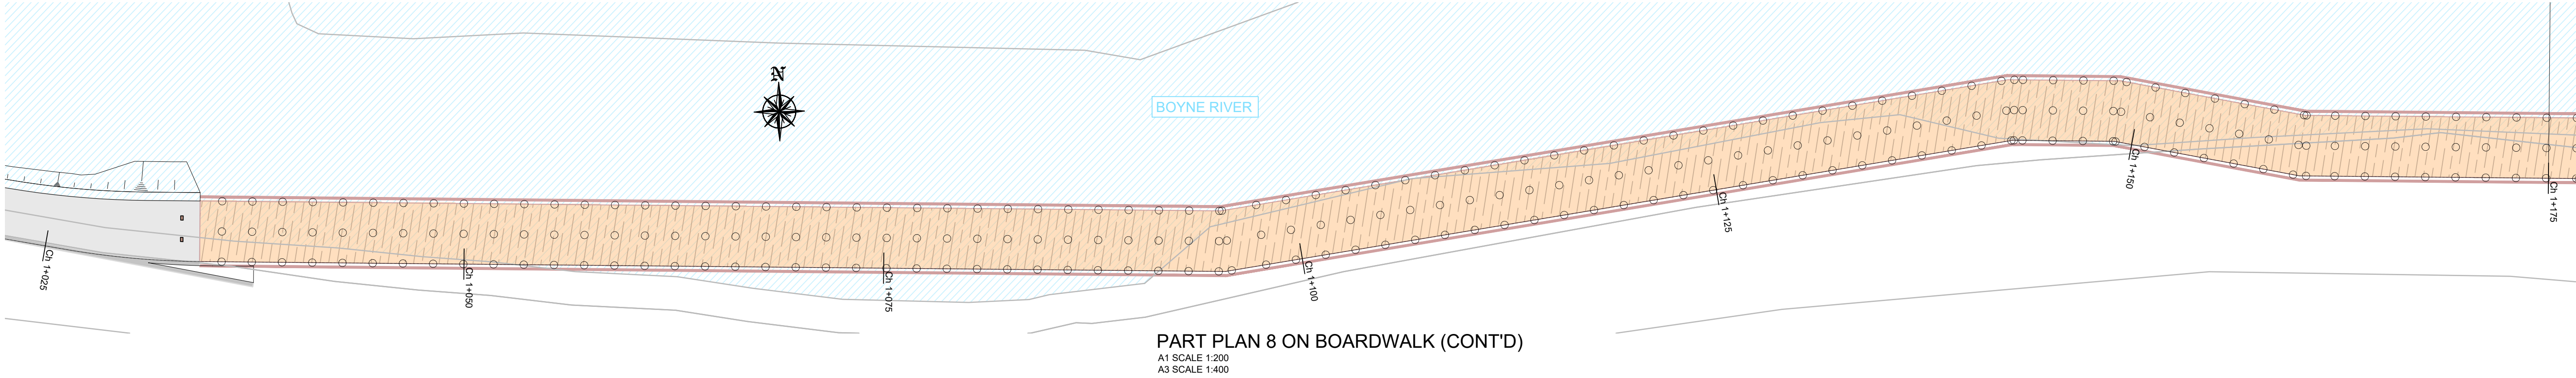 N
BOYNE RIVER
Ch 1+025
Ch 1+050
Ch 1+075
Ch 1+100
Ch 1+125
Ch 1+150
Ch 1+175
PART PLAN 8 ON BOARDWALK (CONT'D)
A1 SCALE 1:200
A3 SCALE 1:400